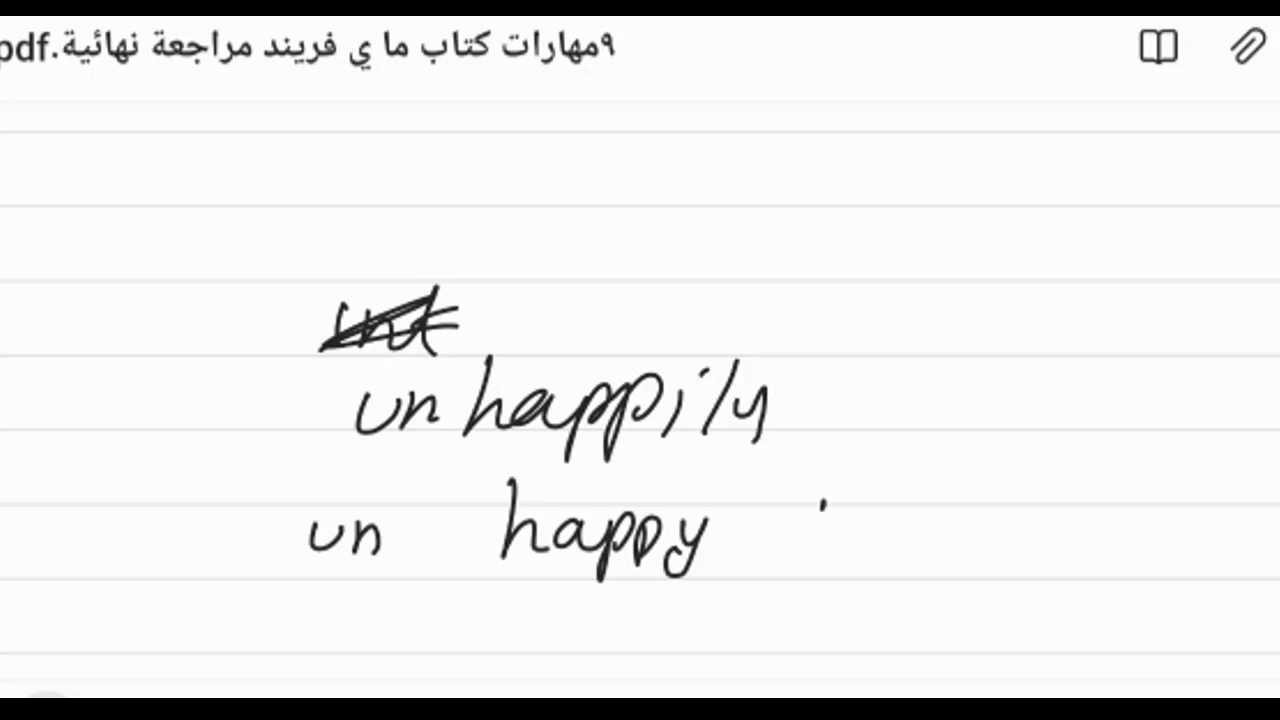 ٩مهارات كتاب ما ي فريند مراجعة نهائية.pdf
unhappily
un happy